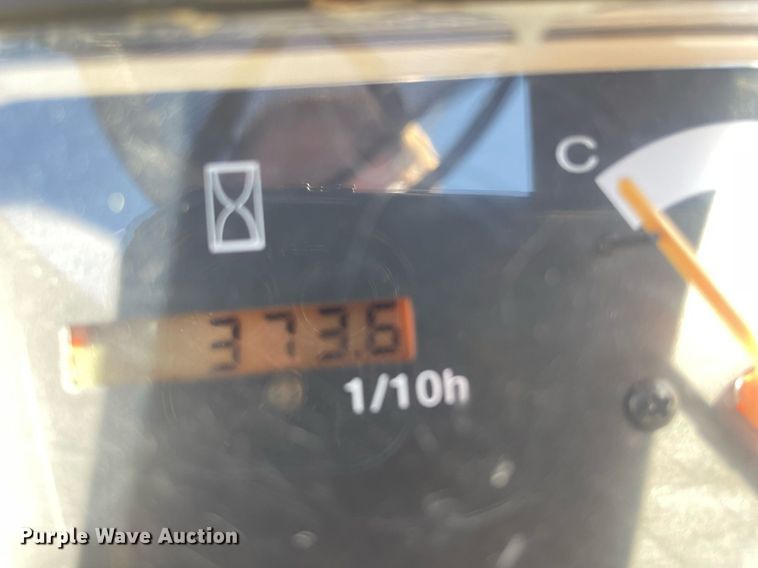 C
373.6
1/10h
Purple Wave Auction